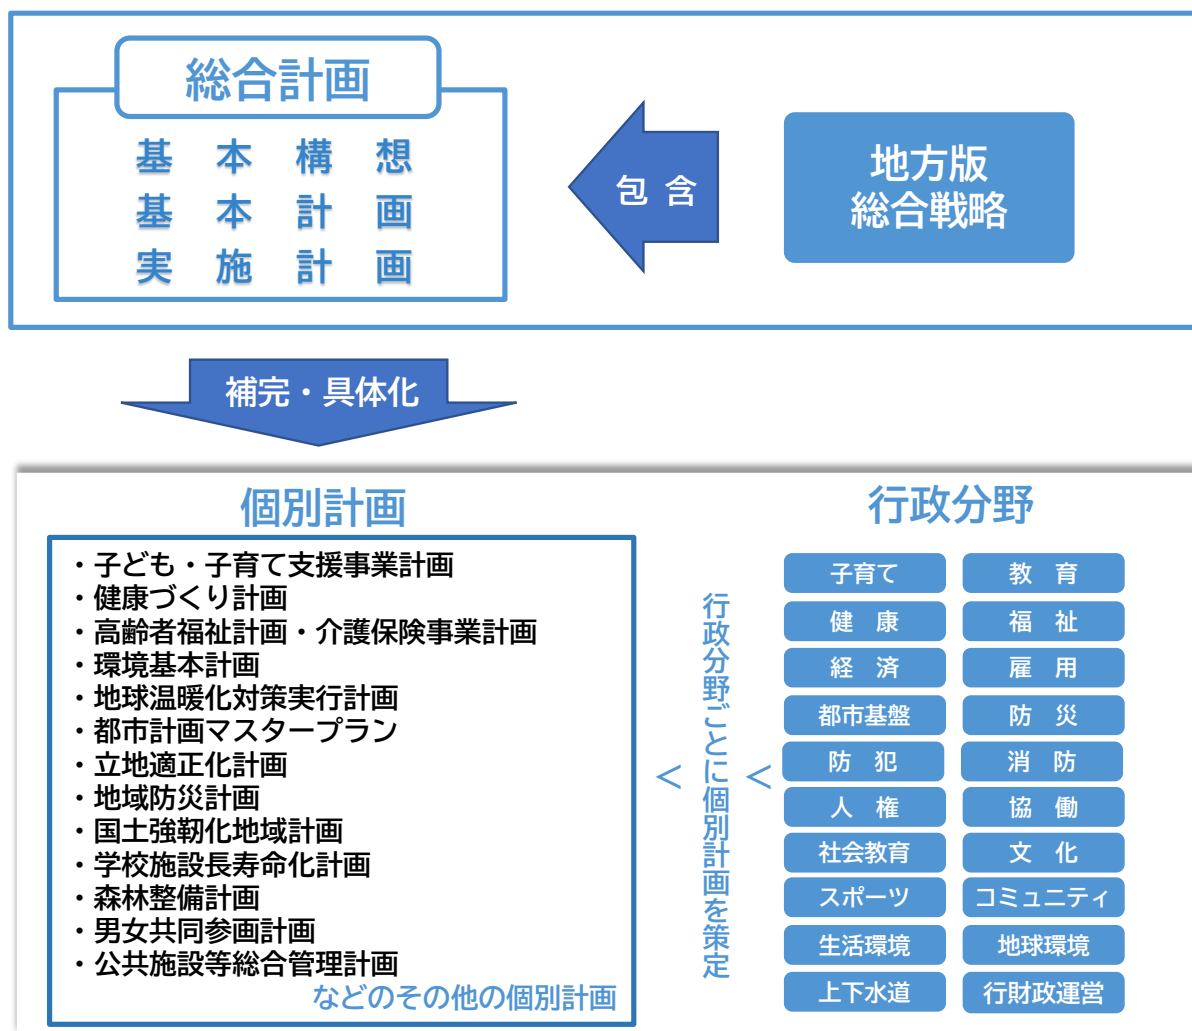 総合計画
基本構想
基本計画
実施計画
包含
地方版
総合戦略
補完・具体化
個別計画
・子ども・子育て支援事業計画
・健康づくり計画
・高齢者福祉計画・介護保険事業計画
・環境基本計画
・地球温暖化対策実行計画
・都市計画マスタープラン
・立地適正化計画
・地域防災計画
・国土強靭化地域計画
・学校施設長寿命化計画
・森林整備計画
・男女共同参画計画
・公共施設等総合管理計画
などのその他の個別計画
＜
行政分野ごとに個別計画を策定
＜
行政分野
子育て
教育
健康
福祉
経済
雇用
都市基盤
防災
防犯
消防
人権
協働
社会教育
文化
スポーツ
コミュニティ
生活環境
地球環境
上下水道
行財政運営